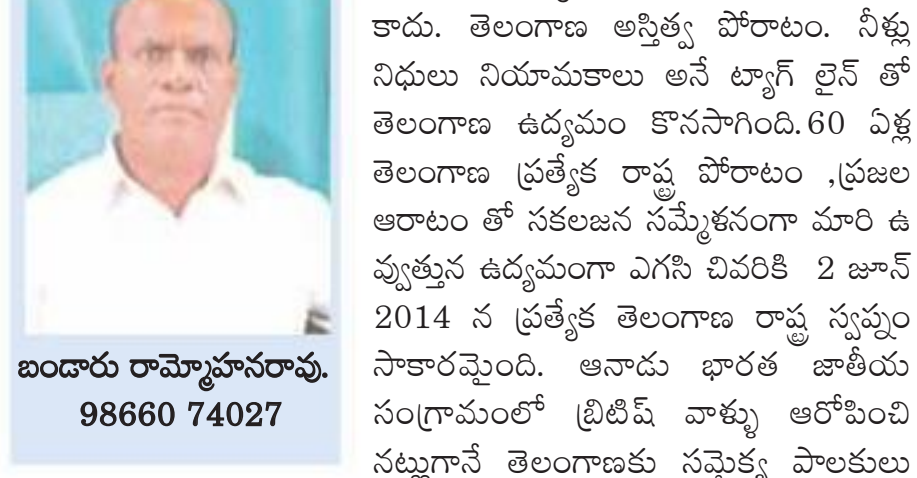 బండారు రామ్మోహనరావు.
98660 74027
కాదు. తెలంగాణ అస్తిత్వ పోరాటం. నీళ్లు
నిధులు నియామకాలు అనే ట్యాగ్ లైన్ తో
తెలంగాణ ఉద్యమం కొనసాగింది. 60 ఏళ్ల
తెలంగాణ ప్రత్యేక రాష్ట్ర పోరాటం ,ప్రజల
ఆరాటం తో సకలజన సమ్మేళనంగా మారి ఉ
వ్వుత్తున ఉద్యమంగా ఎగసి చివరికి 2 జూన్
2014 న ప్రత్యేక తెలంగాణ రాష్ట్ర స్వప్నం
సాకారమైంది. ఆనాడు భారత జాతీయ
సంగ్రామంలో బ్రిటిష్ వాళ్ళు ఆరోపించి
నట్లుగానే తెలంగాణకు సమైక్య పాలకులు